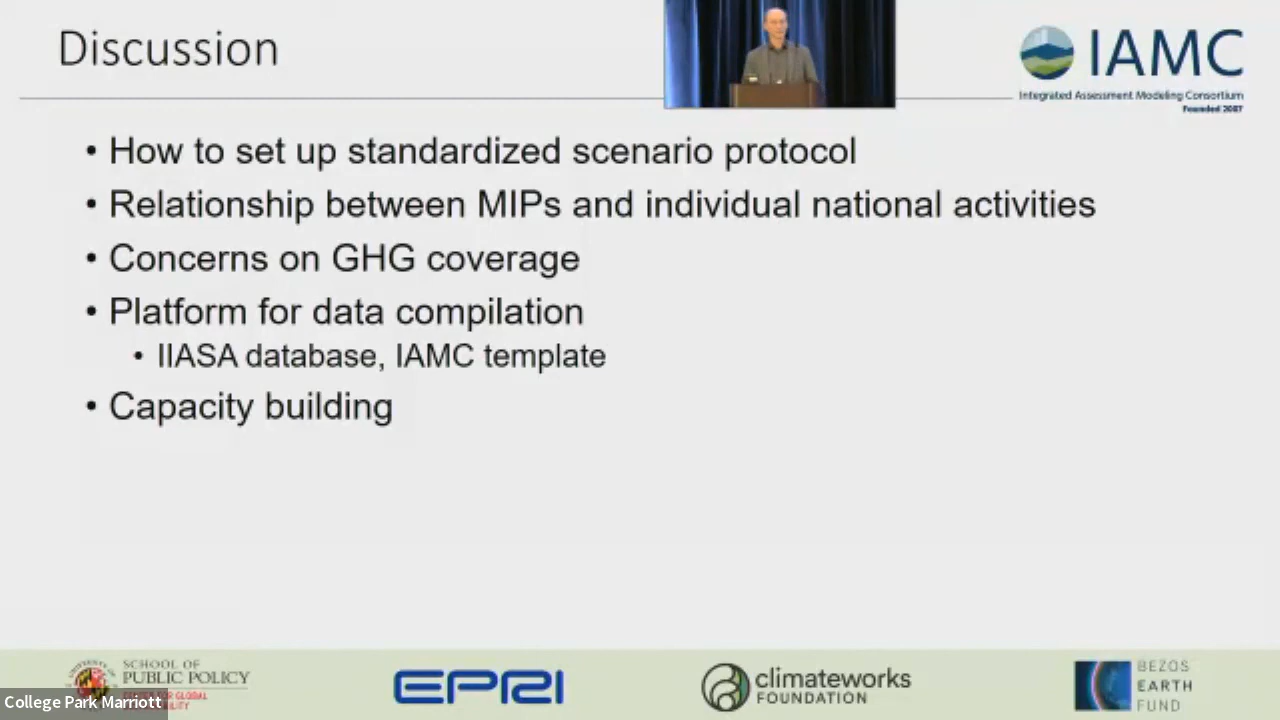 Discussion
IAMC
Integrated Assessment Modeling Consortium
Founded 2007
• How to set up standardized scenario protocol
• Relationship between MIPs and individual national activities
• Concerns on GHG coverage
• Platform for data compilation
• IIASA database, IAMC template
• Capacity building
SCHOOL OF
PUBLIC POLICY
GLOBAL
College Park Marriott
EPRI
climateworks
FOUNDATION
BEZOS
EARTH
FUND